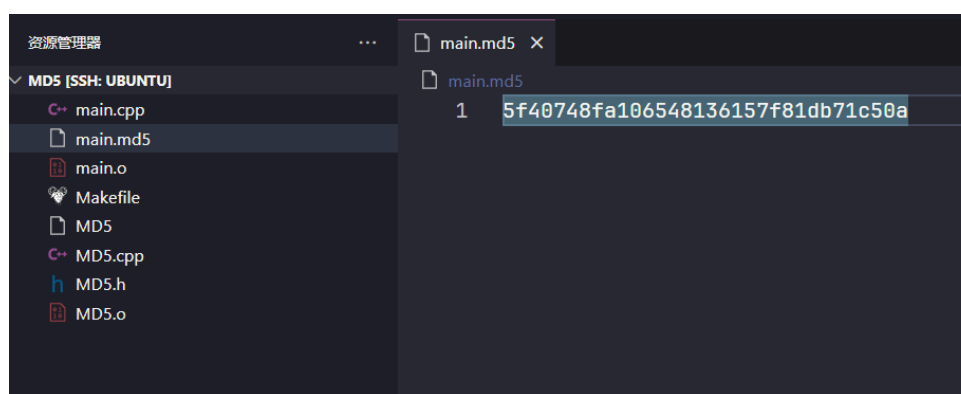 资源管理器
MD5 [SSH: UBUNTU]
C++ main.cpp
main.md5
main.o
Makefile
MD5
C++ MD5.cpp
h MD5.h
MD5.o
main.md5 ×
main.md5
1 5f40748fa106548136157f81db71c50a